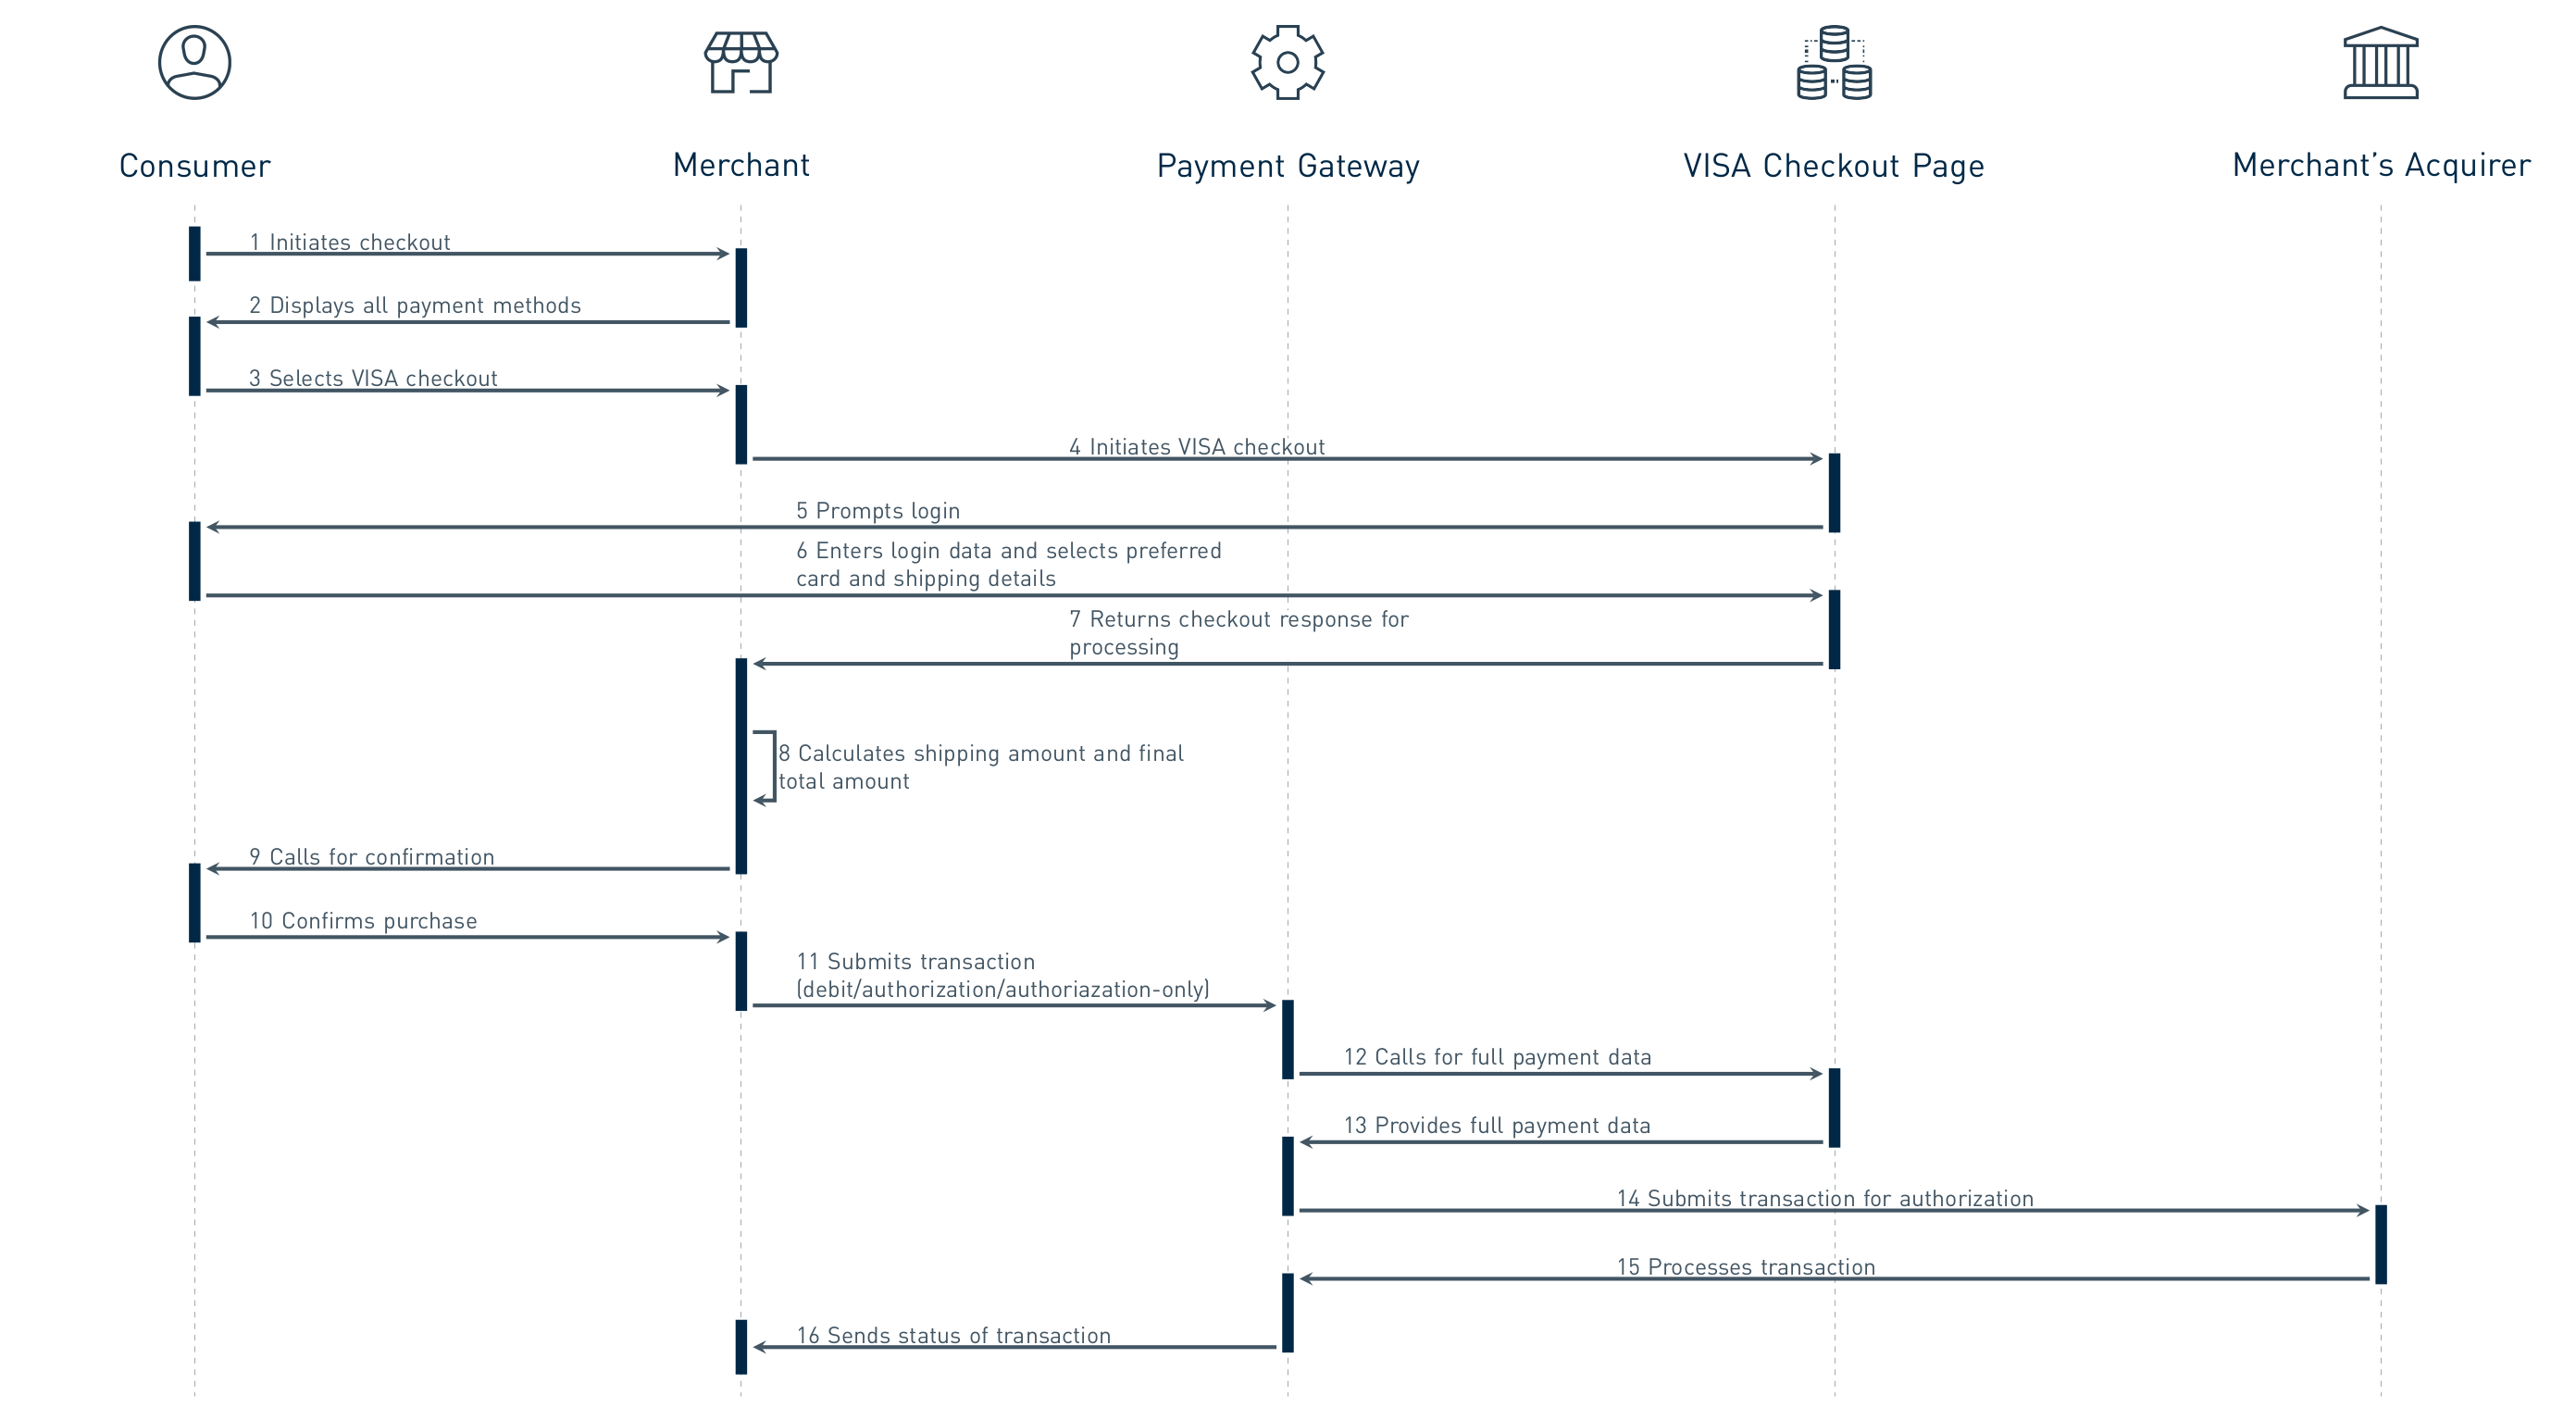 Consumer
Merchant
Payment Gateway
VISA Checkout Page
Merchant’s Acquirer
1 Initiates checkout
2 Displays all payment methods
3 Selects VISA checkout
4 Initiates VISA checkout
5 Prompts login
6 Enters login data and selects preferred
card and shipping details
7 Returns checkout response for
processing
8 Calculates shipping amount and final
total amount
9 Calls for confirmation
10 Confirms purchase
11 Submits transaction
(debit/authorization/authoriazation-only)
12 Calls for full payment data
13 Provides full payment data
14 Submits transaction for authorization
15 Processes transaction
16 Sends status of transaction